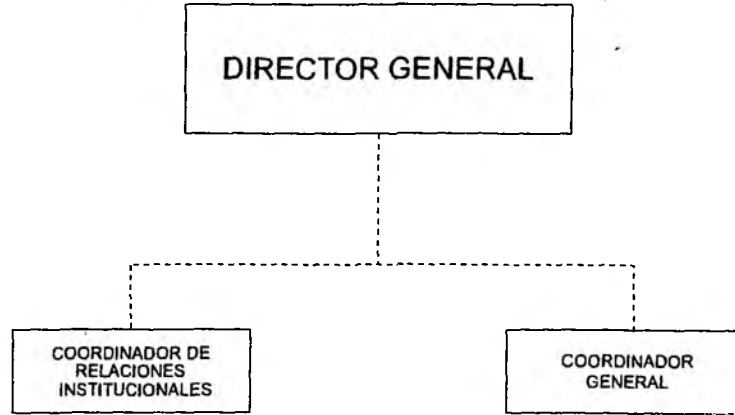 DIRECTOR GENERAL
COORDINADOR DE
RELACIONES
INSTITUCIONALES
COORDINADOR
GENERAL